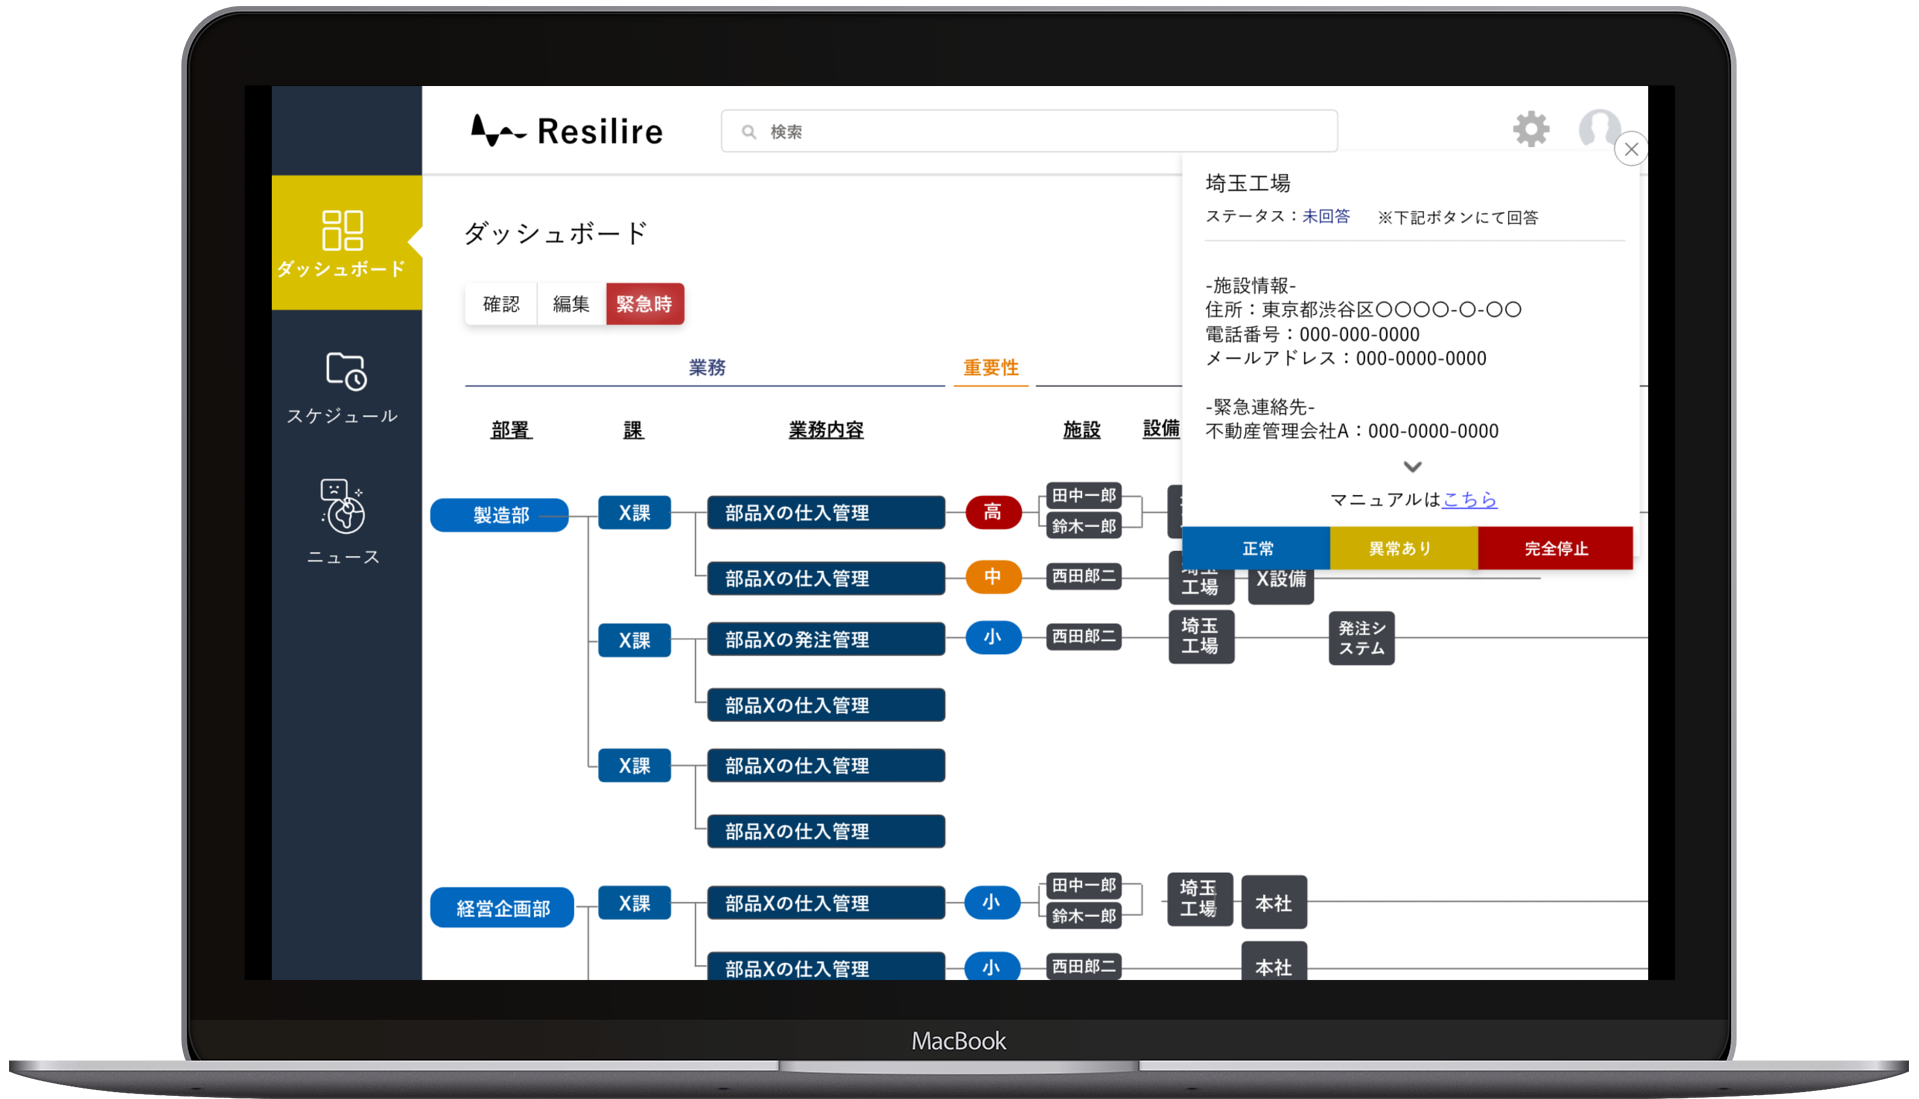 Resilire
検索
ダッシュボード
スケジュール
ニュース
ダッシュボード
確認 編集 緊急時
業務 重要性
部署 課 業務内容 施設 設備
製造部 X課 部品Xの仕入管理 高 田中一郎
鈴木一郎
部品Xの仕入管理 中 西田郎二 埼玉
工場 X設備
X課 部品Xの発注管理 小 西田郎二 埼玉
工場 発注シ
ステム
部品Xの仕入管理
X課 部品Xの仕入管理
部品Xの仕入管理
経営企画部 X課 部品Xの仕入管理 小 田中一郎
鈴木一郎 埼玉
工場 本社
部品Xの仕入管理 小 西田郎二 本社
埼玉工場
ステータス：未回答 ※下記ボタンにて回答
-施設情報-
住所：東京都渋谷区〇〇〇〇-〇-〇〇
電話番号：000-000-0000
メールアドレス：000-0000-0000
-緊急連絡先-
不動産管理会社A：000-0000-0000
マニュアルはこちら
正常 異常あり 完全停止
MacBook